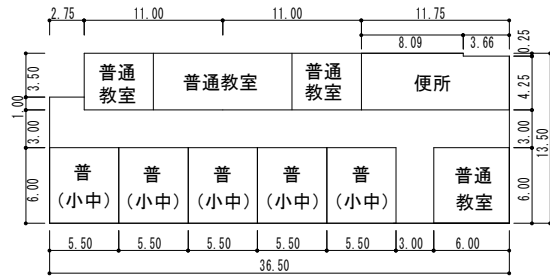 2.75 11.00 11.00 11.75
8.09 3.66
0.25
3.50
1.00
3.00
6.00
4.25
3.00
6.00
13.50
普通
教室
普通教室
普通
教室
便所
普
(小中)
普
(小中)
普
(小中)
普
(小中)
普
(小中)
普通
教室
5.50 5.50 5.50 5.50 5.50 3.00 6.00
36.50